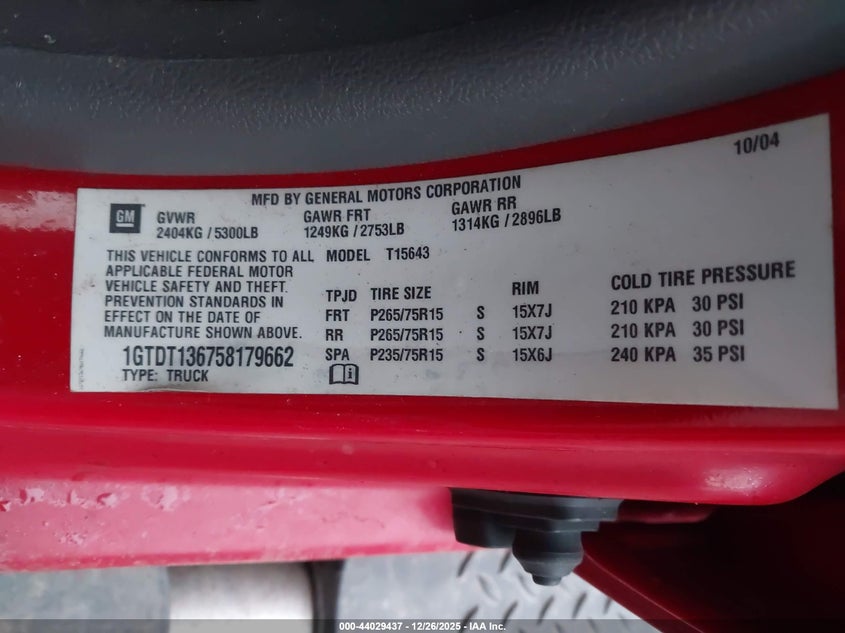 10/04
MFD BY GENERAL MOTORS CORPORATION
GM
GVWR GAWR FRT GAWR RR
2404KG / 5300LB 1249KG / 2753LB 1314KG / 2896LB
THIS VEHICLE CONFORMS TO ALL MODEL T15643
APPLICABLE FEDERAL MOTOR
VEHICLE SAFETY AND THEFT
PREVENTION STANDARDS IN
EFFECT ON THE DATE OF
MANUFACTURE SHOWN ABOVE.
TPJD TIRE SIZE RIM COLD TIRE PRESSURE
FRT P265/75R15 S 15X7J 210 KPA 30 PSI
RR P265/75R15 S 15X7J 210 KPA 30 PSI
SPA P235/75R15 S 15X6J 240 KPA 35 PSI
1GTDT136758179662
TYPE: TRUCK
000-44029437 - 12/26/2025 - IAA Inc.